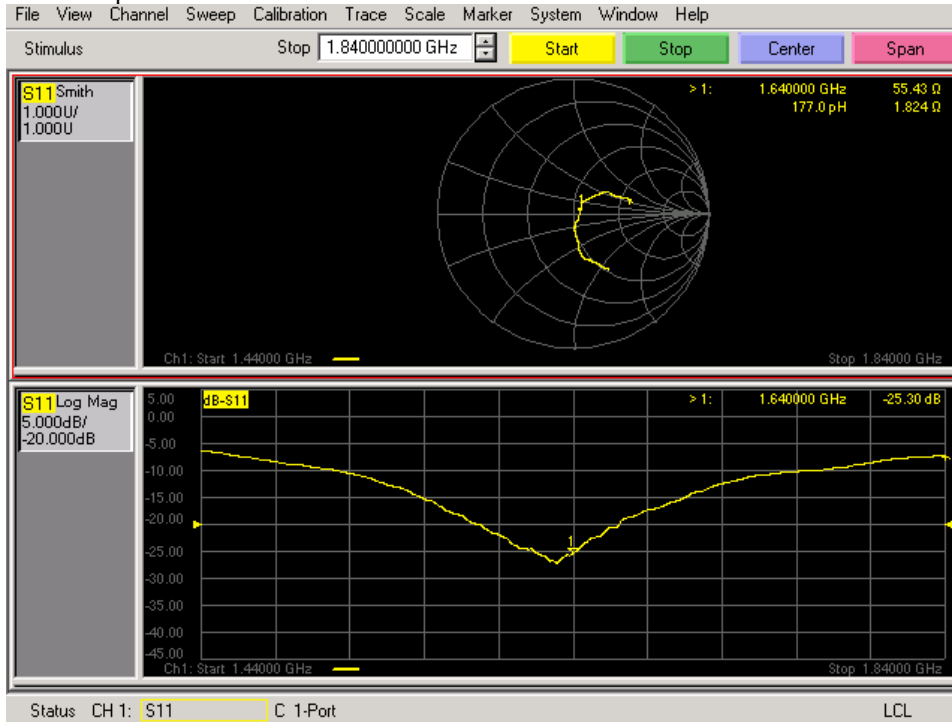 File View Channel Sweep Calibration Trace Scale Marker System Window Help
Stimulus Stop 1.840000000 GHz Start Stop Center Span
S11 Smith
1.000U/
1.000U
> 1: 1.640000 GHz 55.43 Ω
177.0 pH 1.824 Ω
1
Ch1: Start 1.44000 GHz Stop 1.84000 GHz
S11 Log Mag
5.000dB/
-20.000dB
dB-S11
> 1: 1.640000 GHz -25.30 dB
5.00
0.00
-5.00
-10.00
-15.00
-20.00
-25.00
-30.00
-35.00
-40.00
-45.00
1
Ch1: Start 1.44000 GHz Stop 1.84000 GHz
Status CH 1: S11 C 1-Port LCL